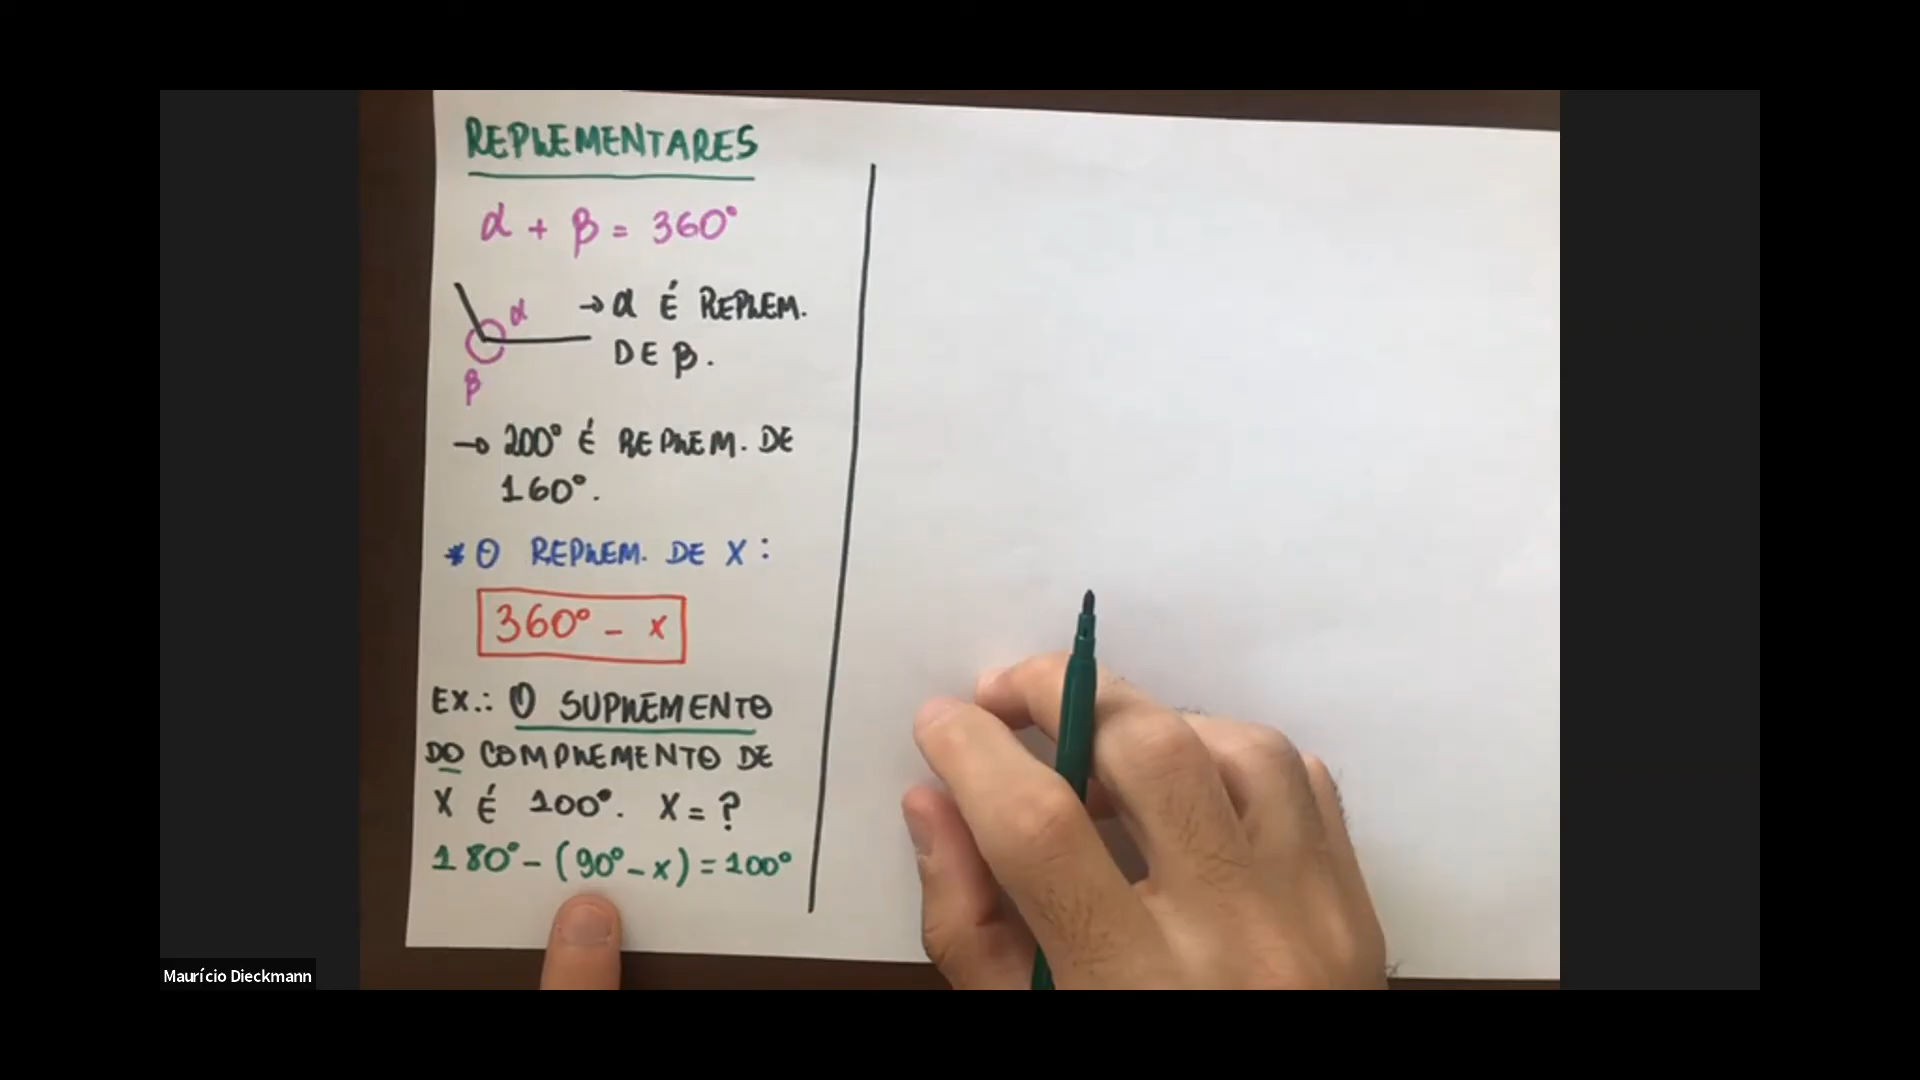 REPLEMENTARES
α + β = 360°
α
β
→ α É REPLEM.
DE β.
→ 200° É REPLEM. DE
160°.
* O REPLEM. DE X:
360° - x
EX.: O SUPLEMENTO
DO COMPLEMENTO DE
X É 100°. X = ?
180° - (90° - x) = 100°
Maurício Dieckmann